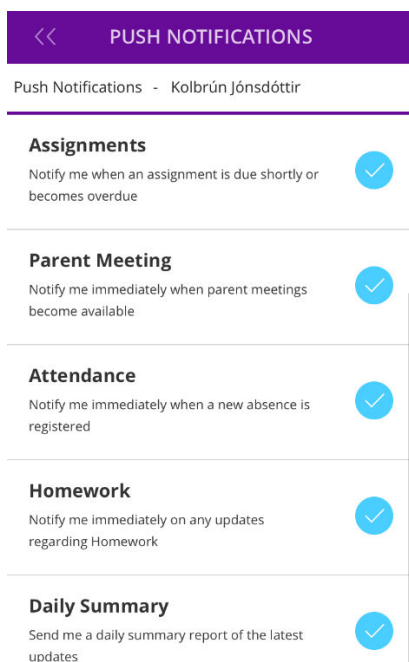 PUSH NOTIFICATIONS
Push Notifications - Kolbrún Jónsdóttir
Assignments
Notify me when an assignment is due shortly or
becomes overdue
Parent Meeting
Notify me immediately when parent meetings
become available
Attendance
Notify me immediately when a new absence is
registered
Homework
Notify me immediately on any updates
regarding Homework
Daily Summary
Send me a daily summary report of the latest
updates